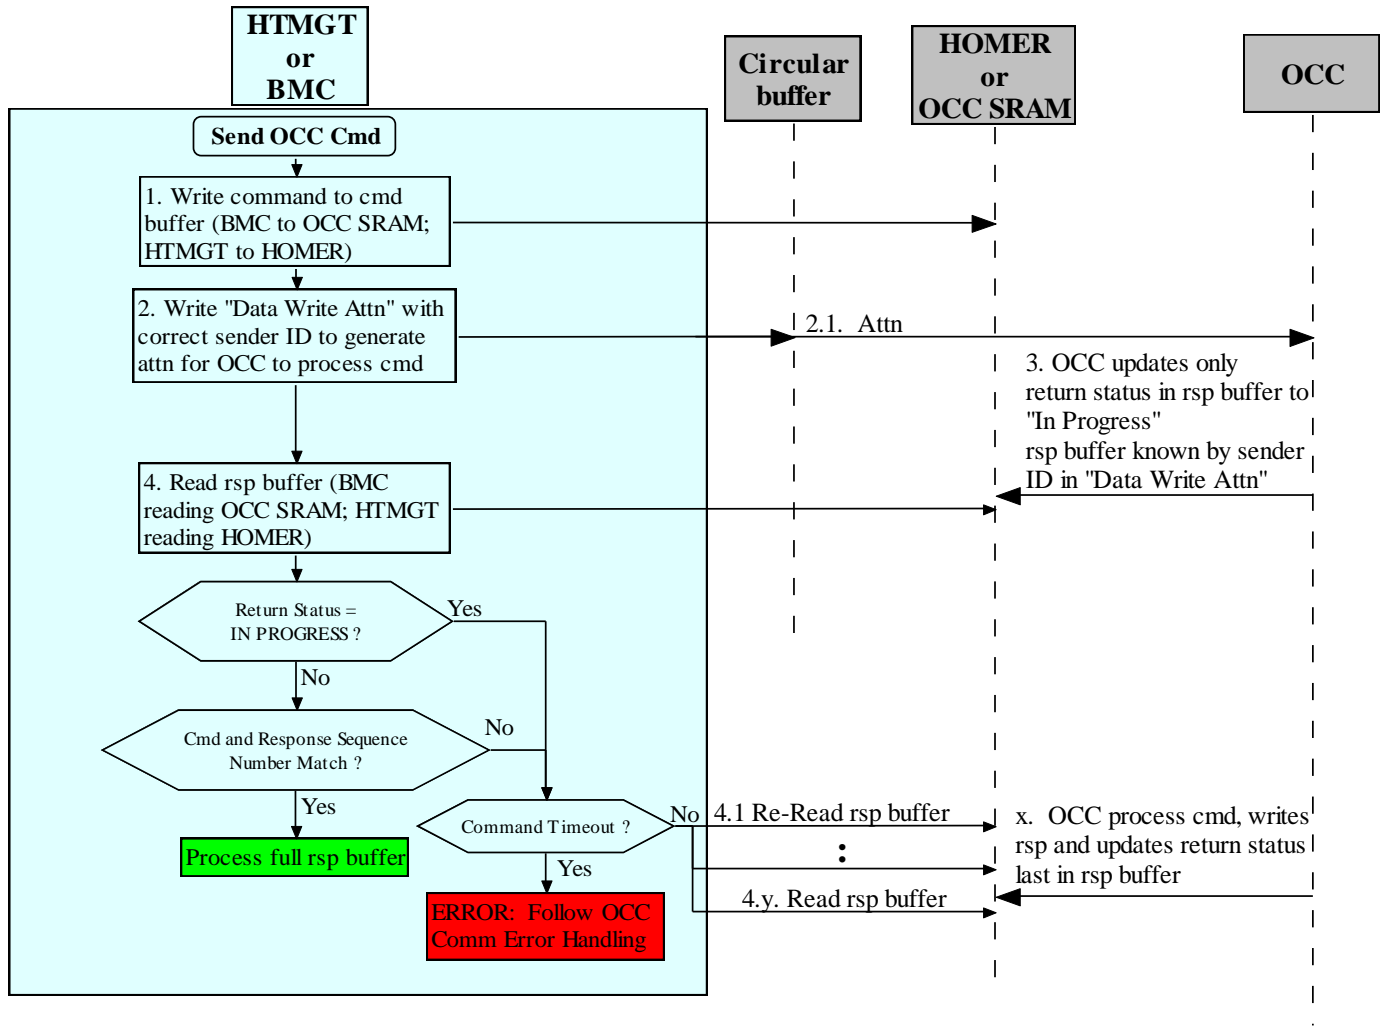 HTMGT
or
BMC
Circular
buffer
HOMER
or
OCC SRAM
OCC
Send OCC Cmd
1. Write command to cmd
buffer (BMC to OCC SRAM;
HTMGT to HOMER)
2. Write "Data Write Attn" with
correct sender ID to generate
attn for OCC to process cmd
2.1. Attn
3. OCC updates only
return status in rsp buffer to
"In Progress"
rsp buffer known by sender
ID in "Data Write Attn"
4. Read rsp buffer (BMC
reading OCC SRAM; HTMGT
reading HOMER)
Return Status =
IN PROGRESS ?
Yes
No
Cmd and Response Sequence
Number Match ?
No
Yes
Process full rsp buffer
Command Timeout ?
No
Yes
ERROR: Follow OCC
Comm Error Handling
4.1 Re-Read rsp buffer
:
4.y. Read rsp buffer
x. OCC process cmd, writes
rsp and updates return status
last in rsp buffer